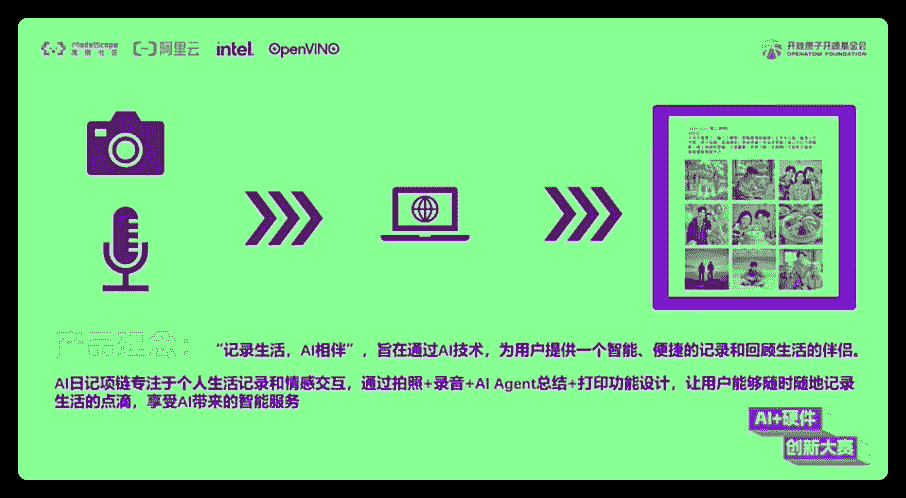 ModelScope
魔搭社区
阿里云
intel.
OpenVINO
开放原子开源基金会
OPENATOM FOUNDATION
产品理念：
“记录生活，AI相伴”，旨在通过AI技术，为用户提供一个智能、便捷的记录和回顾生活的伴侣。
AI日记项链专注于个人生活记录和情感交互，通过拍照+录音+AI Agent总结+打印功能设计，让用户能够随时随地记录
生活的点滴，享受AI带来的智能服务
AI+硬件
创新大赛